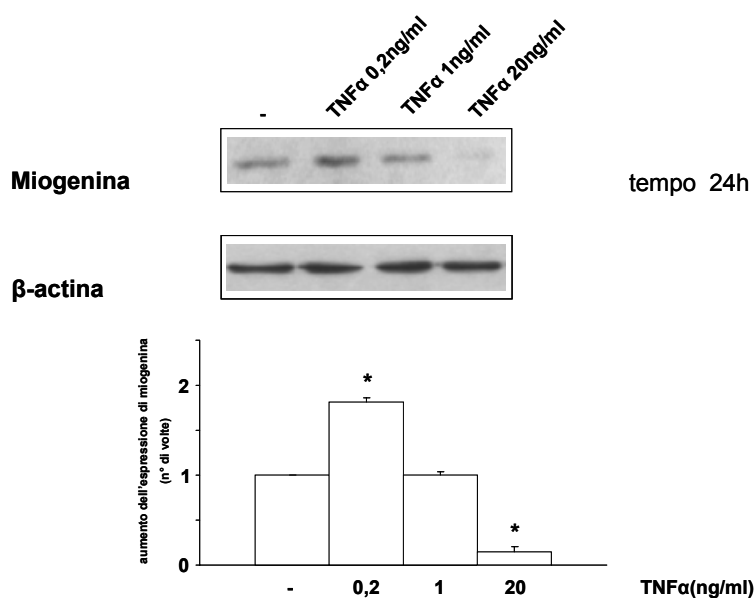 - TNFα 0,2ng/ml TNFα 1ng/ml TNFα 20ng/ml
Miogenina
tempo 24h
β-actina
aumento dell'espressione di miogenina
(n° di volte)
2
1
0
*
*
- 0,2 1 20 TNFα(ng/ml)